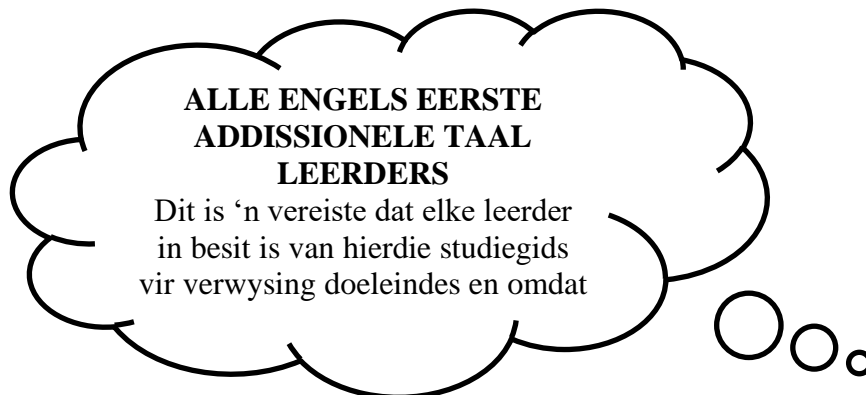 ALLE ENGELS EERSTE
ADDISSIONELE TAAL
LEERDERS
Dit is ‘n vereiste dat elke leerder
in besit is van hierdie studiegids
vir verwysing doeleindes en omdat